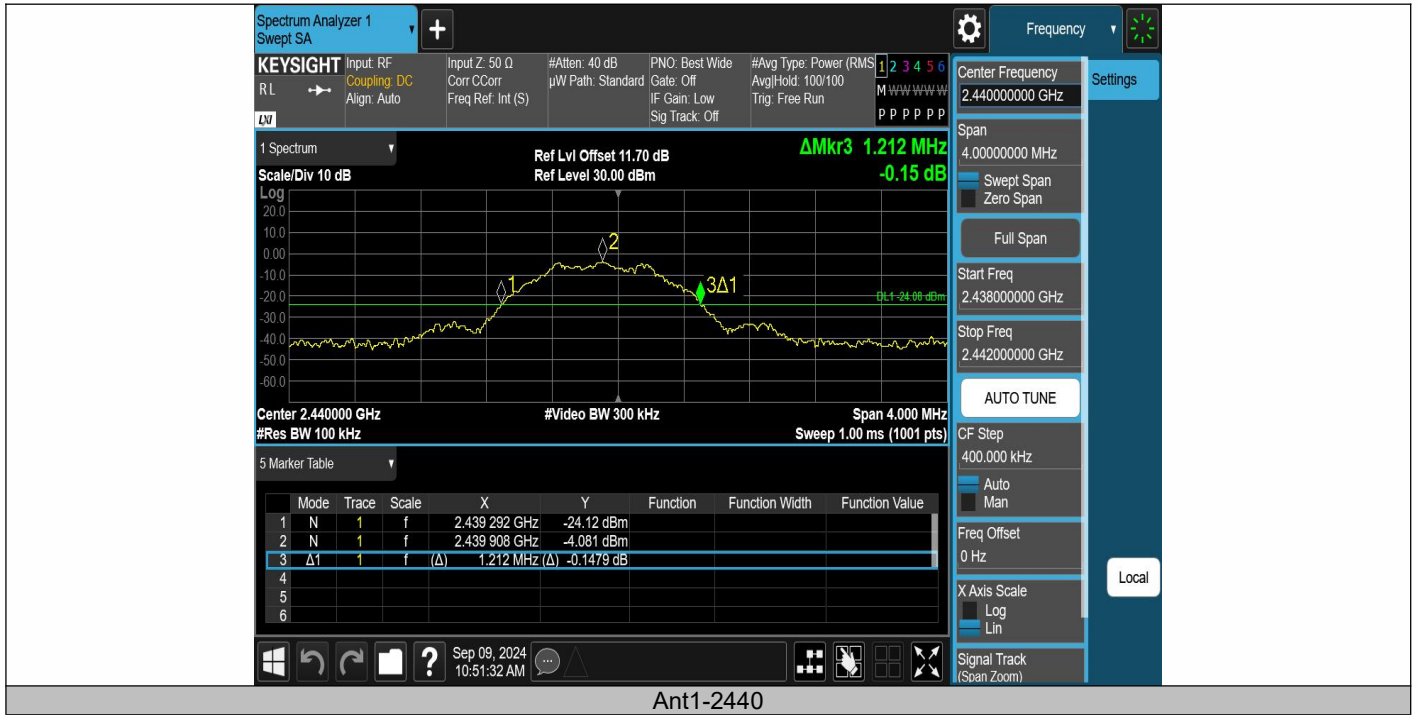 Spectrum Analyzer 1
Swept SA
+
Frequency
KEYSIGHT
RL
LXI
Input: RF
Coupling: DC
Align: Auto
Input Z: 50 Ω
Corr CCorr
Freq Ref: Int (S)
#Atten: 40 dB
µW Path: Standard
PNO: Best Wide
Gate: Off
IF Gain: Low
Sig Track: Off
#Avg Type: Power (RMS
Avg|Hold: 100/100
Trig: Free Run
1 2 3 4 5 6
M W W W W W
P P P P P P
1 Spectrum
Scale/Div 10 dB
Ref Lvl Offset 11.70 dB
Ref Level 30.00 dBm
ΔMkr3 1.212 MHz
-0.15 dB
Log
20.0
10.0
0.00
-10.0
-20.0
-30.0
-40.0
-50.0
-60.0
1
2
3Δ1
DL1 -24.08 dBm
Center 2.440000 GHz
#Video BW 300 kHz
Span 4.000 MHz
#Res BW 100 kHz
Sweep 1.00 ms (1001 pts)
5 Marker Table
Mode Trace Scale X Y Function Function Width Function Value
1 N 1 f 2.439 292 GHz -24.12 dBm
2 N 1 f 2.439 908 GHz -4.081 dBm
3 Δ1 1 f (Δ) 1.212 MHz (Δ) -0.1479 dB
4
5
6
?
Sep 09, 2024
10:51:32 AM
Center Frequency
2.440000000 GHz
Settings
Span
4.00000000 MHz
Swept Span
Zero Span
Full Span
Start Freq
2.438000000 GHz
Stop Freq
2.442000000 GHz
AUTO TUNE
CF Step
400.000 kHz
Auto
Man
Freq Offset
0 Hz
X Axis Scale
Log
Lin
Local
Signal Track
(Span Zoom)
Ant1-2440